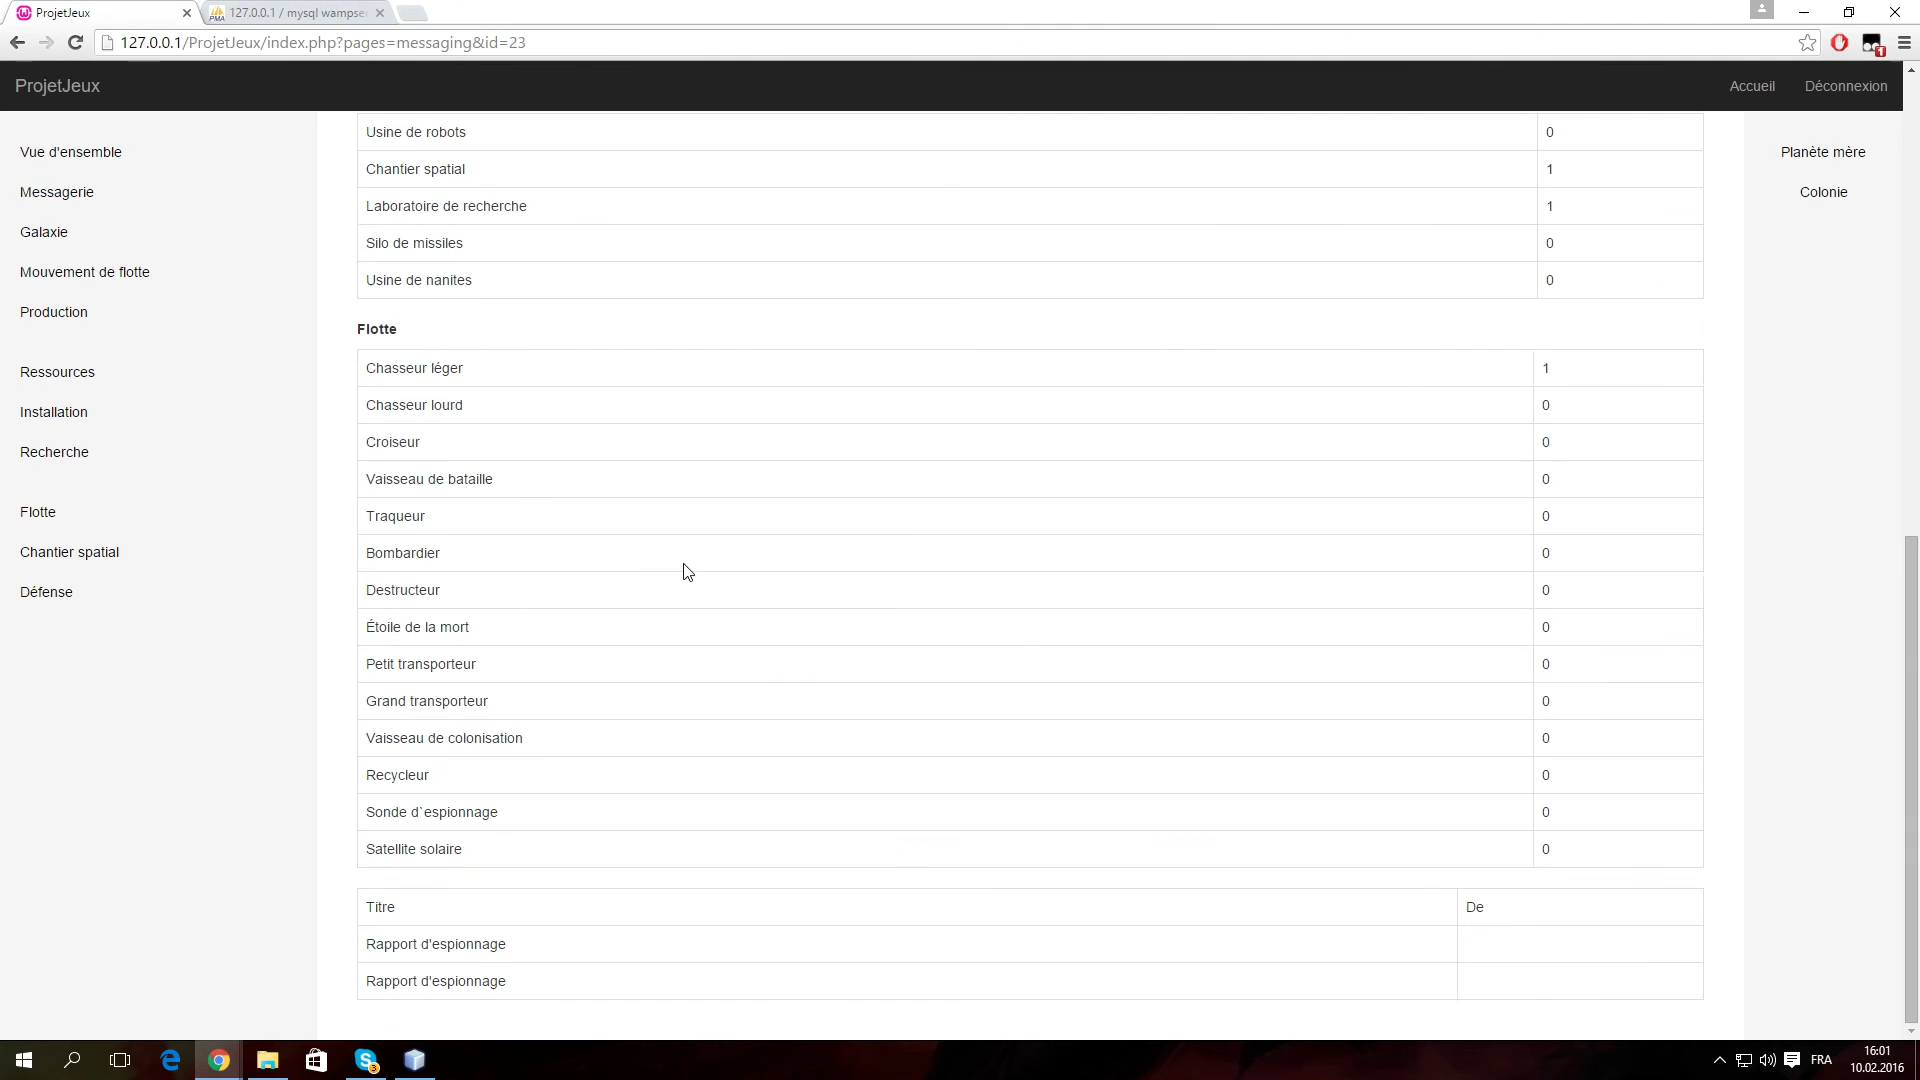 ProjetJeux
127.0.0.1 / mysql wampse
127.0.0.1/ProjetJeux/index.php?pages=messaging&id=23
1
ProjetJeux
Accueil
Déconnexion
Vue d'ensemble
Messagerie
Galaxie
Mouvement de flotte
Production
Ressources
Installation
Recherche
Flotte
Chantier spatial
Défense
Usine de robots 0
Chantier spatial 1
Laboratoire de recherche 1
Silo de missiles 0
Usine de nanites 0
Flotte
Chasseur léger 1
Chasseur lourd 0
Croiseur 0
Vaisseau de bataille 0
Traqueur 0
Bombardier 0
Destructeur 0
Étoile de la mort 0
Petit transporteur 0
Grand transporteur 0
Vaisseau de colonisation 0
Recycleur 0
Sonde d`espionnage 0
Satellite solaire 0
Titre De
Rapport d'espionnage
Rapport d'espionnage
Planète mère
Colonie
3
FRA
16:01
10.02.2016